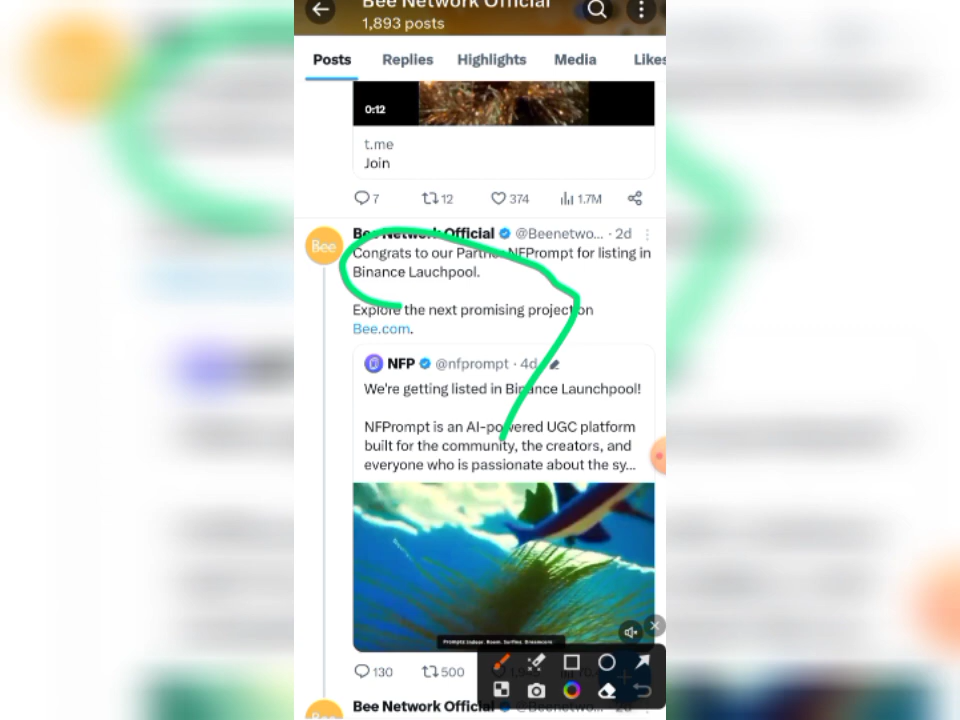 Bee Network Official
1,893 posts
Posts Replies Highlights Media Likes
0:12
t.me
Join
7 12 374 1.7M
Bee
Bee Network Official @Beenetwo... · 2d
Congrats to our Partner NFPrompt for listing in
Binance Lauchpool.
Explore the next promising project on
Bee.com.
NFP @nfprompt · 4d
We're getting listed in Binance Launchpool!
NFPrompt is an AI-powered UGC platform
built for the community, the creators, and
everyone who is passionate about the sy...
130 500
Bee
Bee Network Official @Beenetwo... · 2d